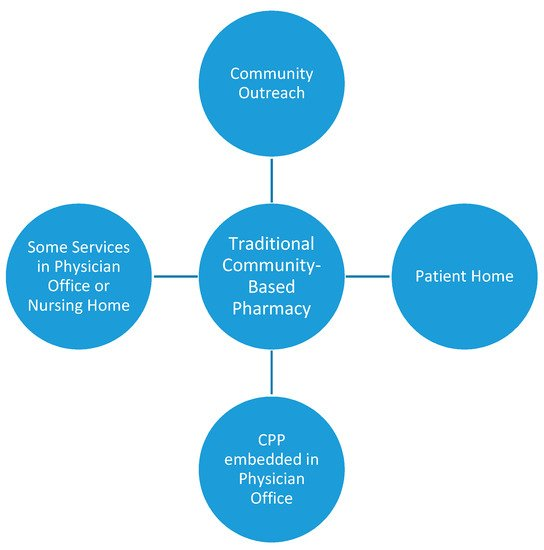 Community
Outreach
Some Services
in Physician
Office or
Nursing Home
Traditional
Community-
Based
Pharmacy
Patient Home
CPP
embedded in
Physician
Office